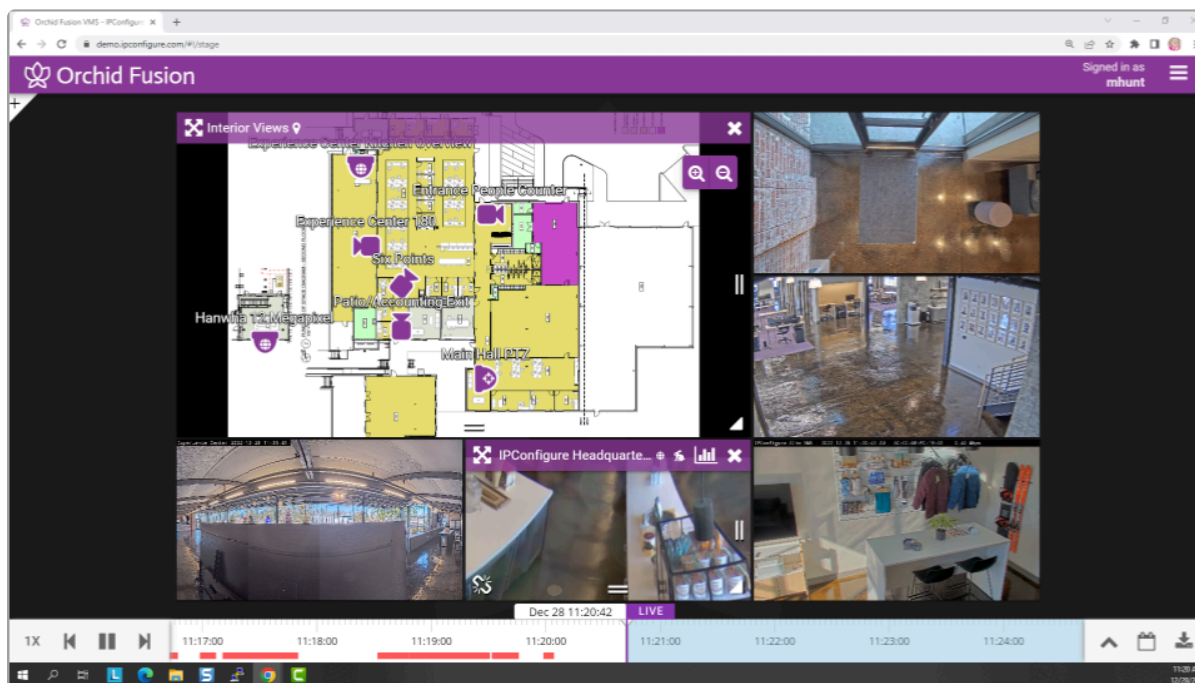 Orchid Fusion VMS - IPConfigure
demo.ipconfigure.com/#!/stage
Orchid Fusion
Signed in as
mhunt
Interior Views
Experience Center Kitchen Overview
Entrance People Counter
Experience Center 180
Six Points
Patio/Accounting Exit
Hanwha 12 Megapixel
Main Hall PTZ
IPConfigure Headquarte...
Dec 28 11:20:42
LIVE
1X
11:17:00
11:18:00
11:19:00
11:20:00
11:21:00
11:22:00
11:23:00
11:24:00